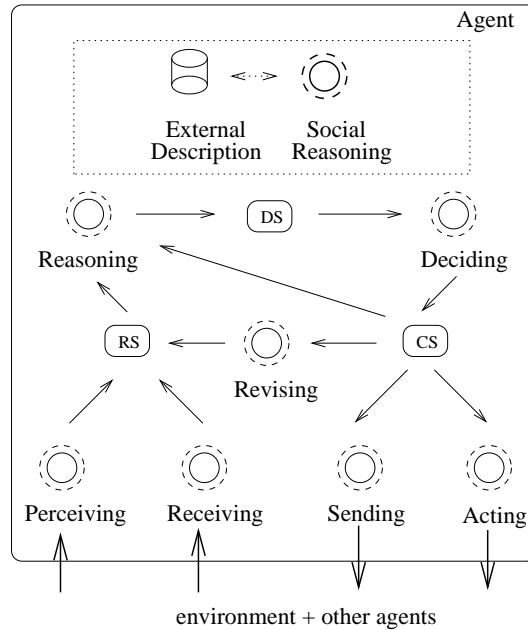 Agent
External Description
Social Reasoning
DS
Reasoning
Deciding
RS
CS
Revising
Perceiving
Receiving
Sending
Acting
environment + other agents